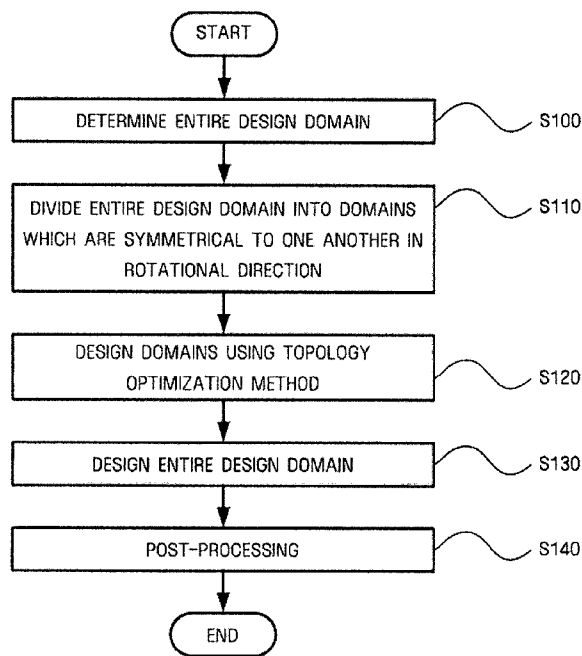 START
DETERMINE ENTIRE DESIGN DOMAIN
S100
DIVIDE ENTIRE DESIGN DOMAIN INTO DOMAINS
WHICH ARE SYMMETRICAL TO ONE ANOTHER IN
ROTATIONAL DIRECTION
S110
DESIGN DOMAINS USING TOPOLOGY
OPTIMIZATION METHOD
S120
DESIGN ENTIRE DESIGN DOMAIN
S130
POST-PROCESSING
S140
END